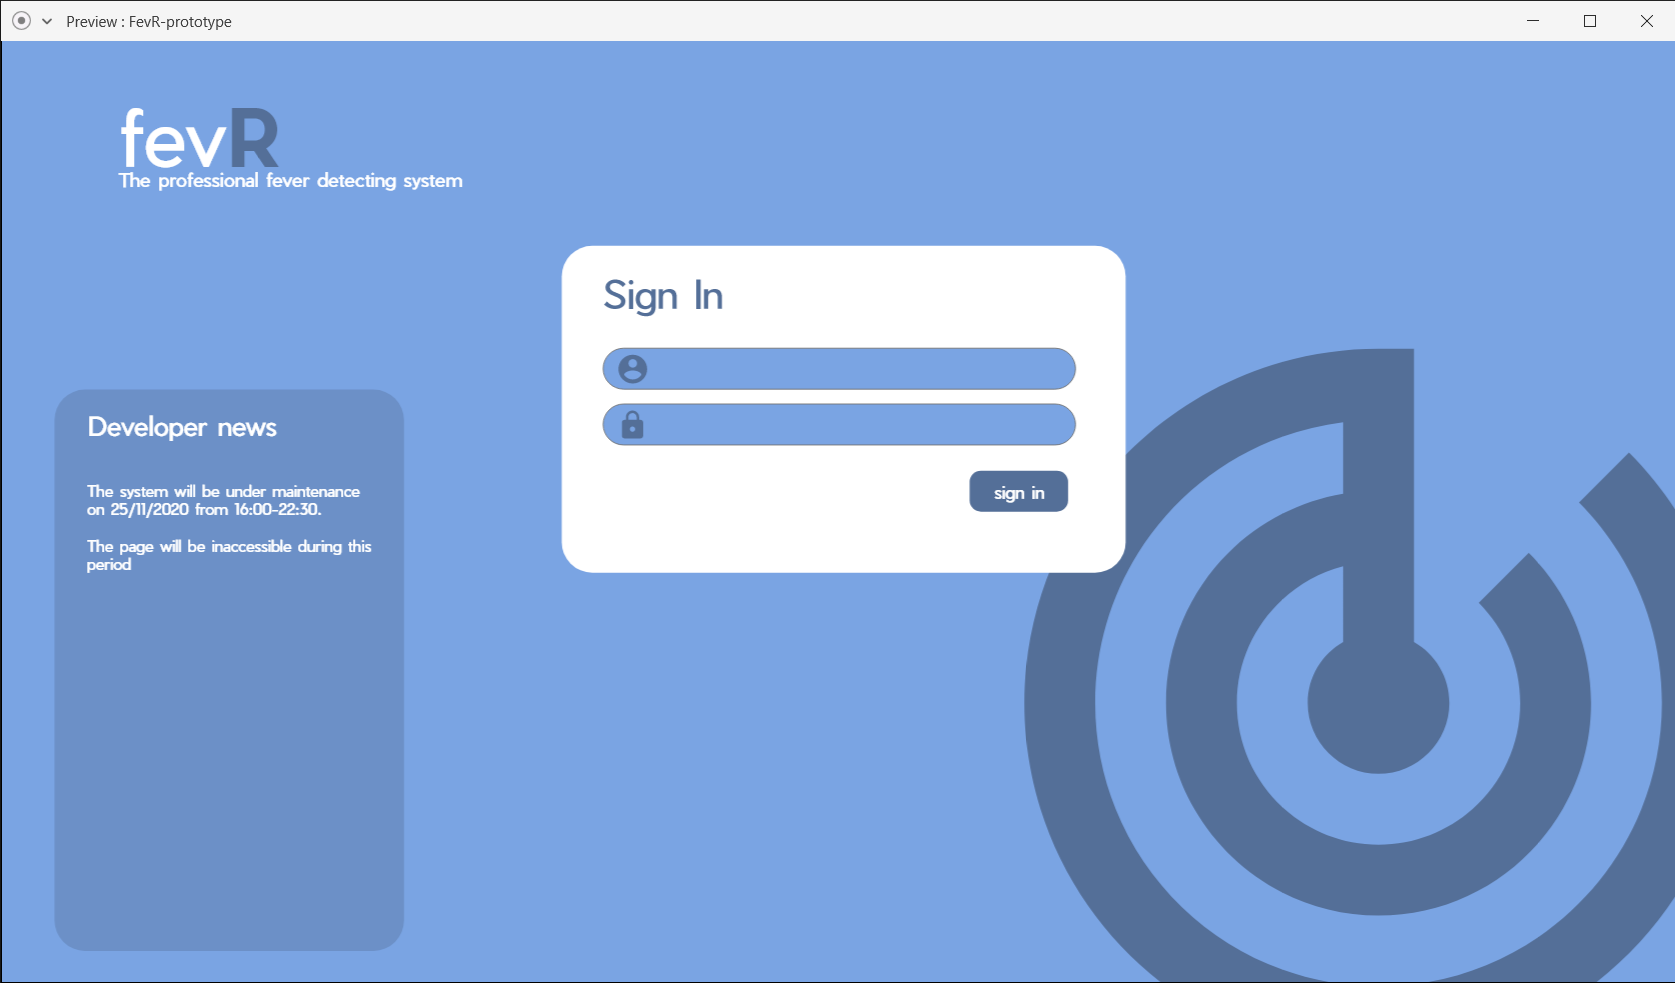 Preview : FevR-prototype
fevR
The professional fever detecting system
Sign In
sign in
Developer news
The system will be under maintenance
on 25/11/2020 from 16:00-22:30.
The page will be inaccessible during this
period